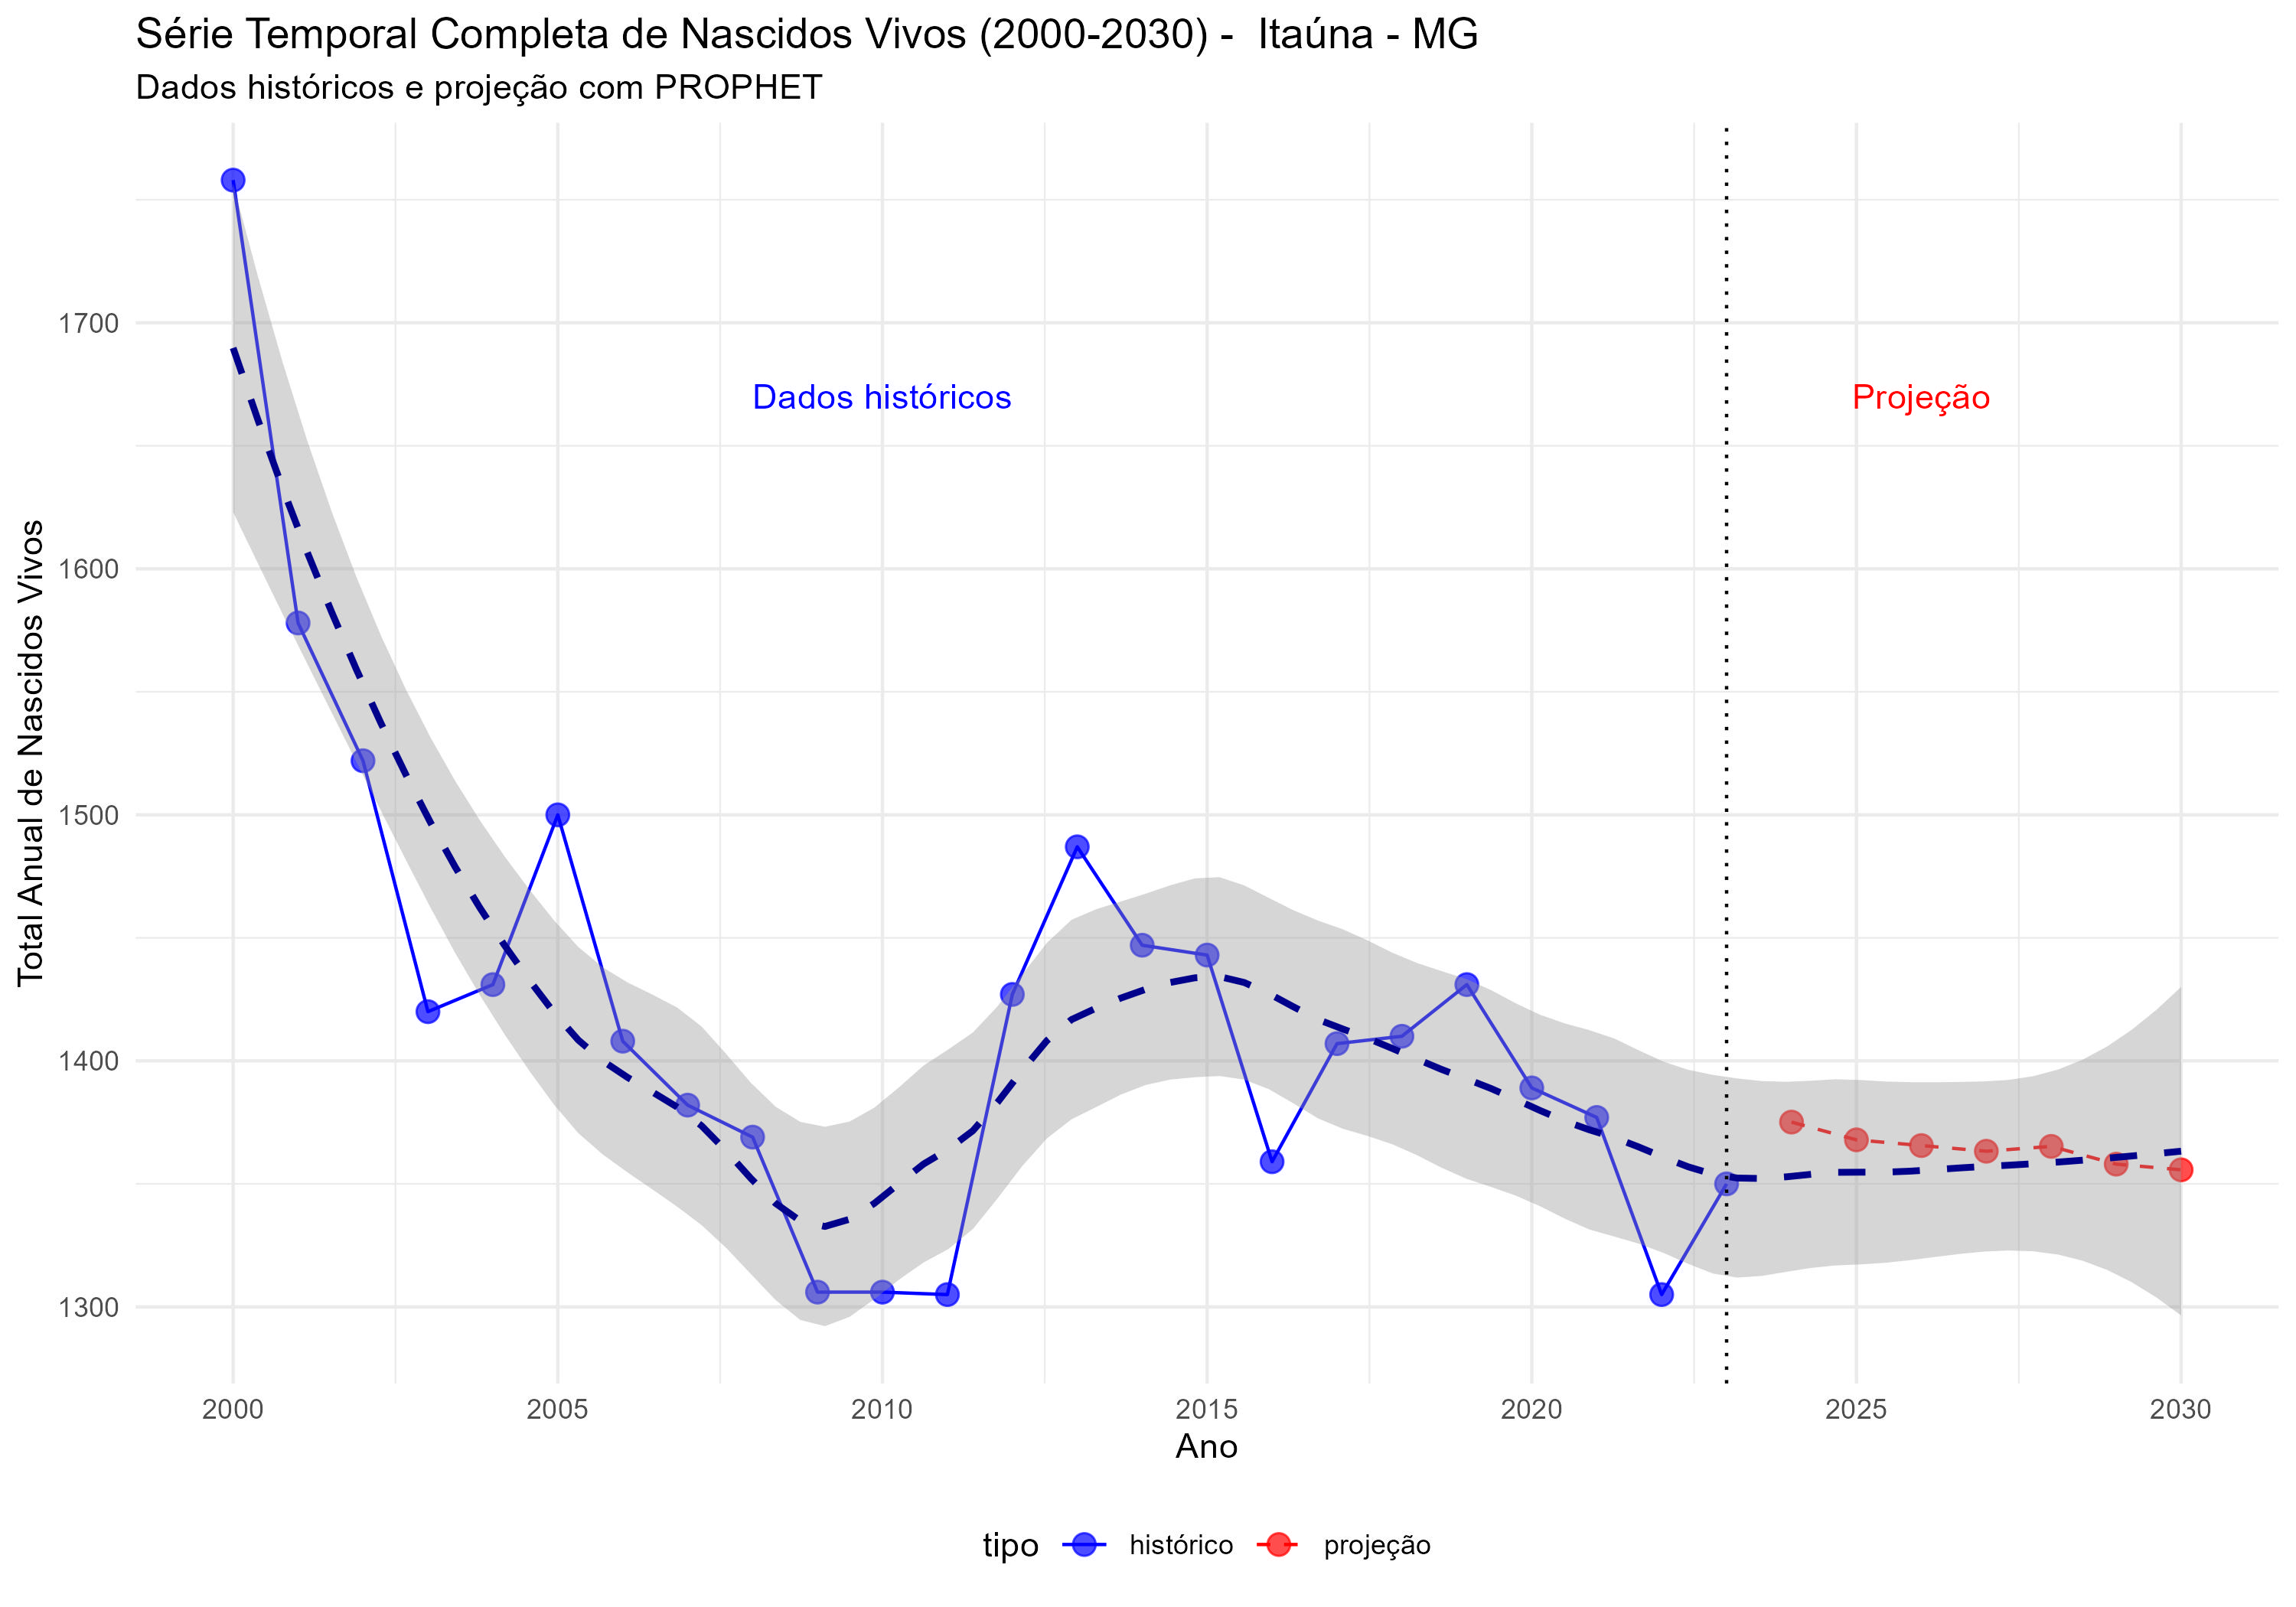 Série Temporal Completa de Nascidos Vivos (2000-2030) -  Itaúna - MG
Dados históricos e projeção com PROPHET
Total Anual de Nascidos Vivos
1700
1600
1500
1400
1300
Dados históricos
Projeção
2000 2005 2010 2015 2020 2025 2030
Ano
tipo histórico projeção